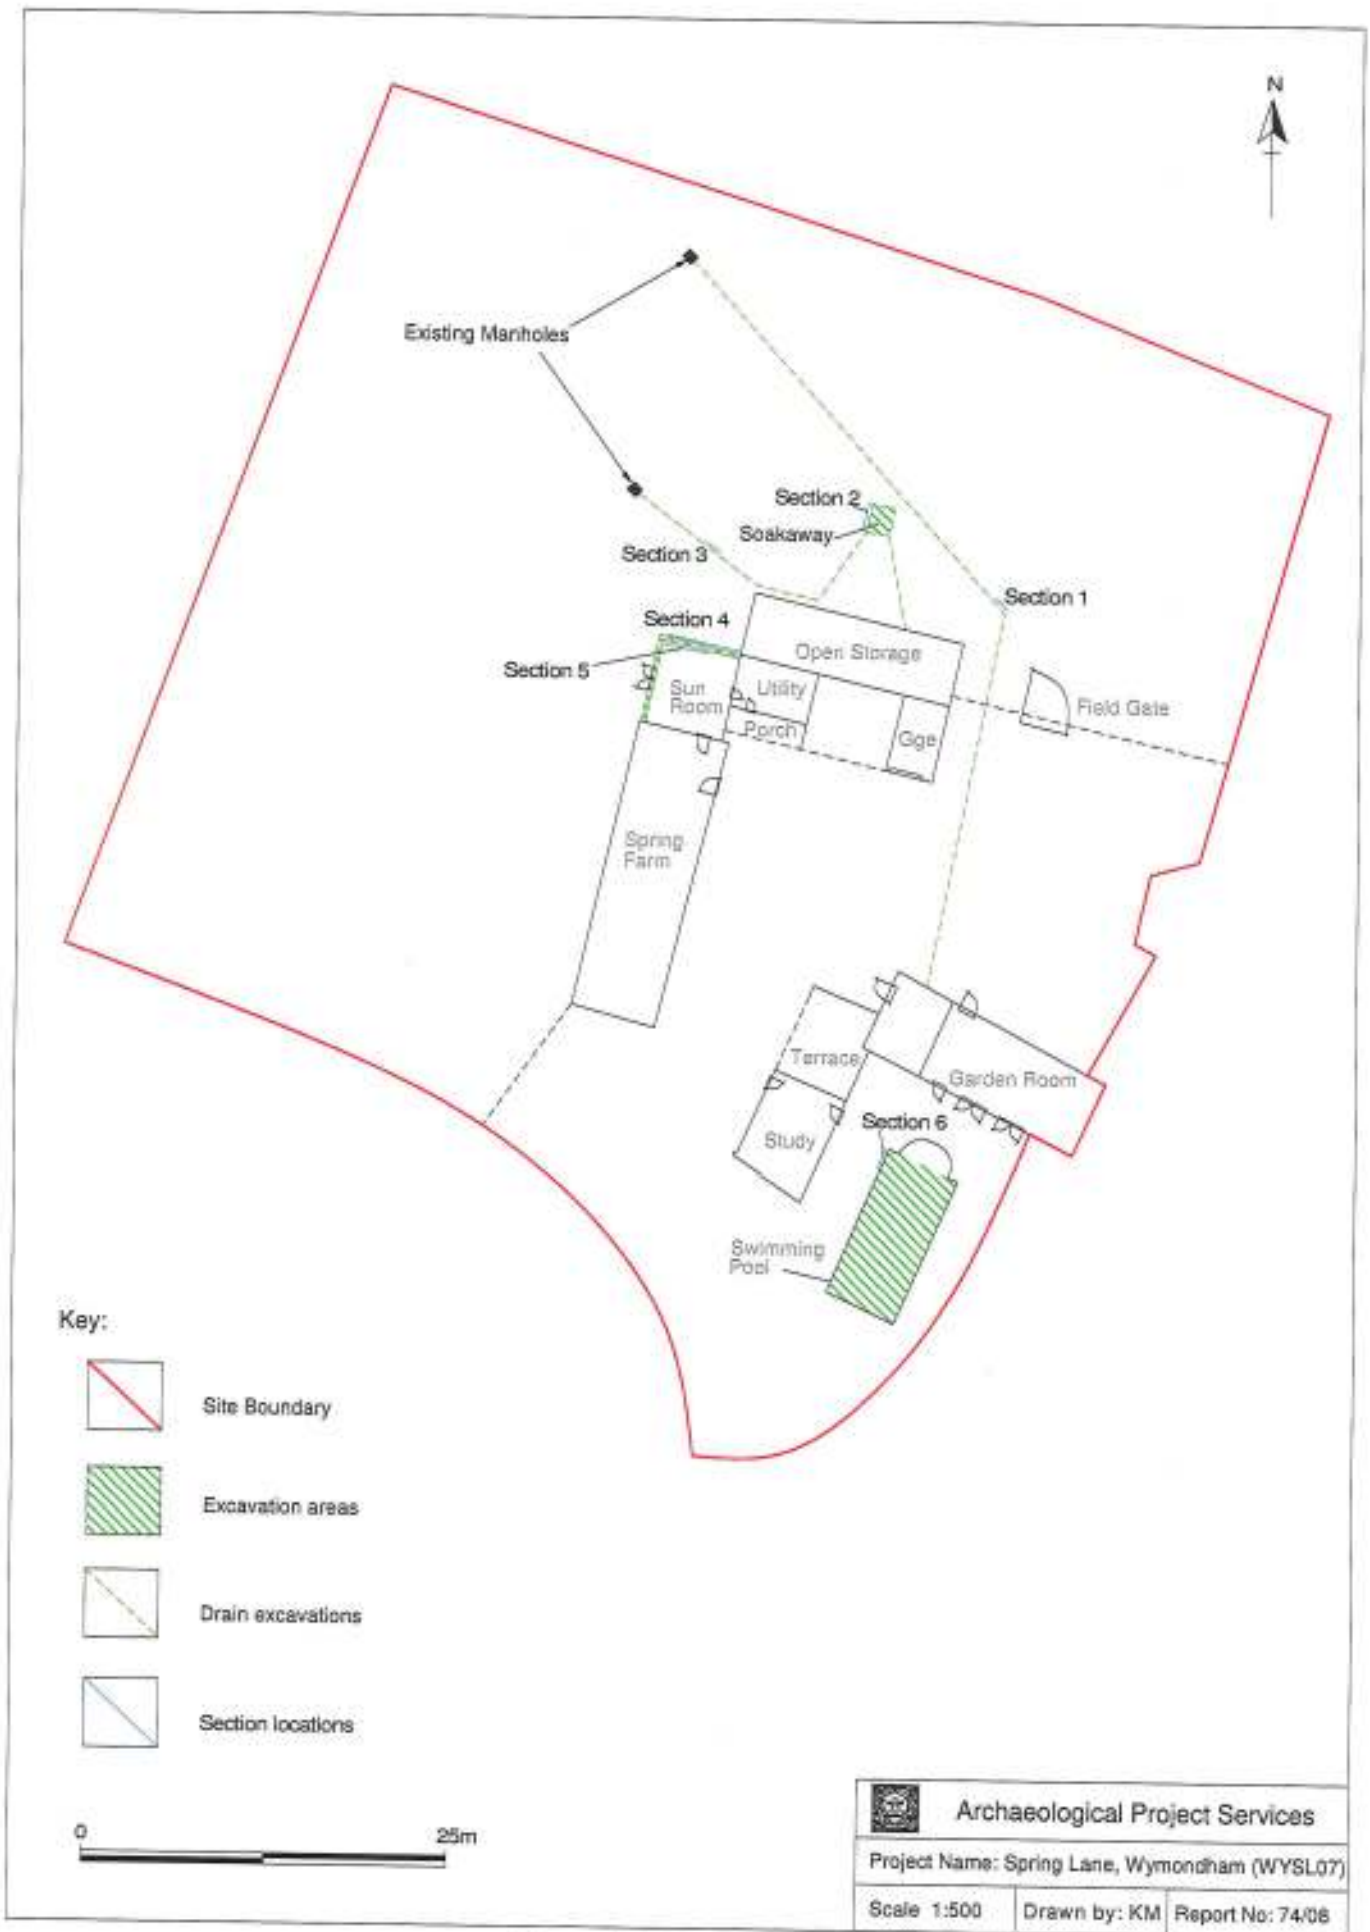 N
Existing Manholes
Section 2
Soakaway
Section 3
Section 1
Section 4
Open Storage
Section 5
Sun
Room
Utility
Porch
Gge
Field Gate
Spring
Farm
Terrace
Garden Room
Section 6
Study
Swimming
Pool
Key:
Site Boundary
Excavation areas
Drain excavations
Section locations
0
25m
Archaeological Project Services
Project Name: Spring Lane, Wymondham (WYSL07)
Scale 1:500
Drawn by: KM
Report No: 74/08